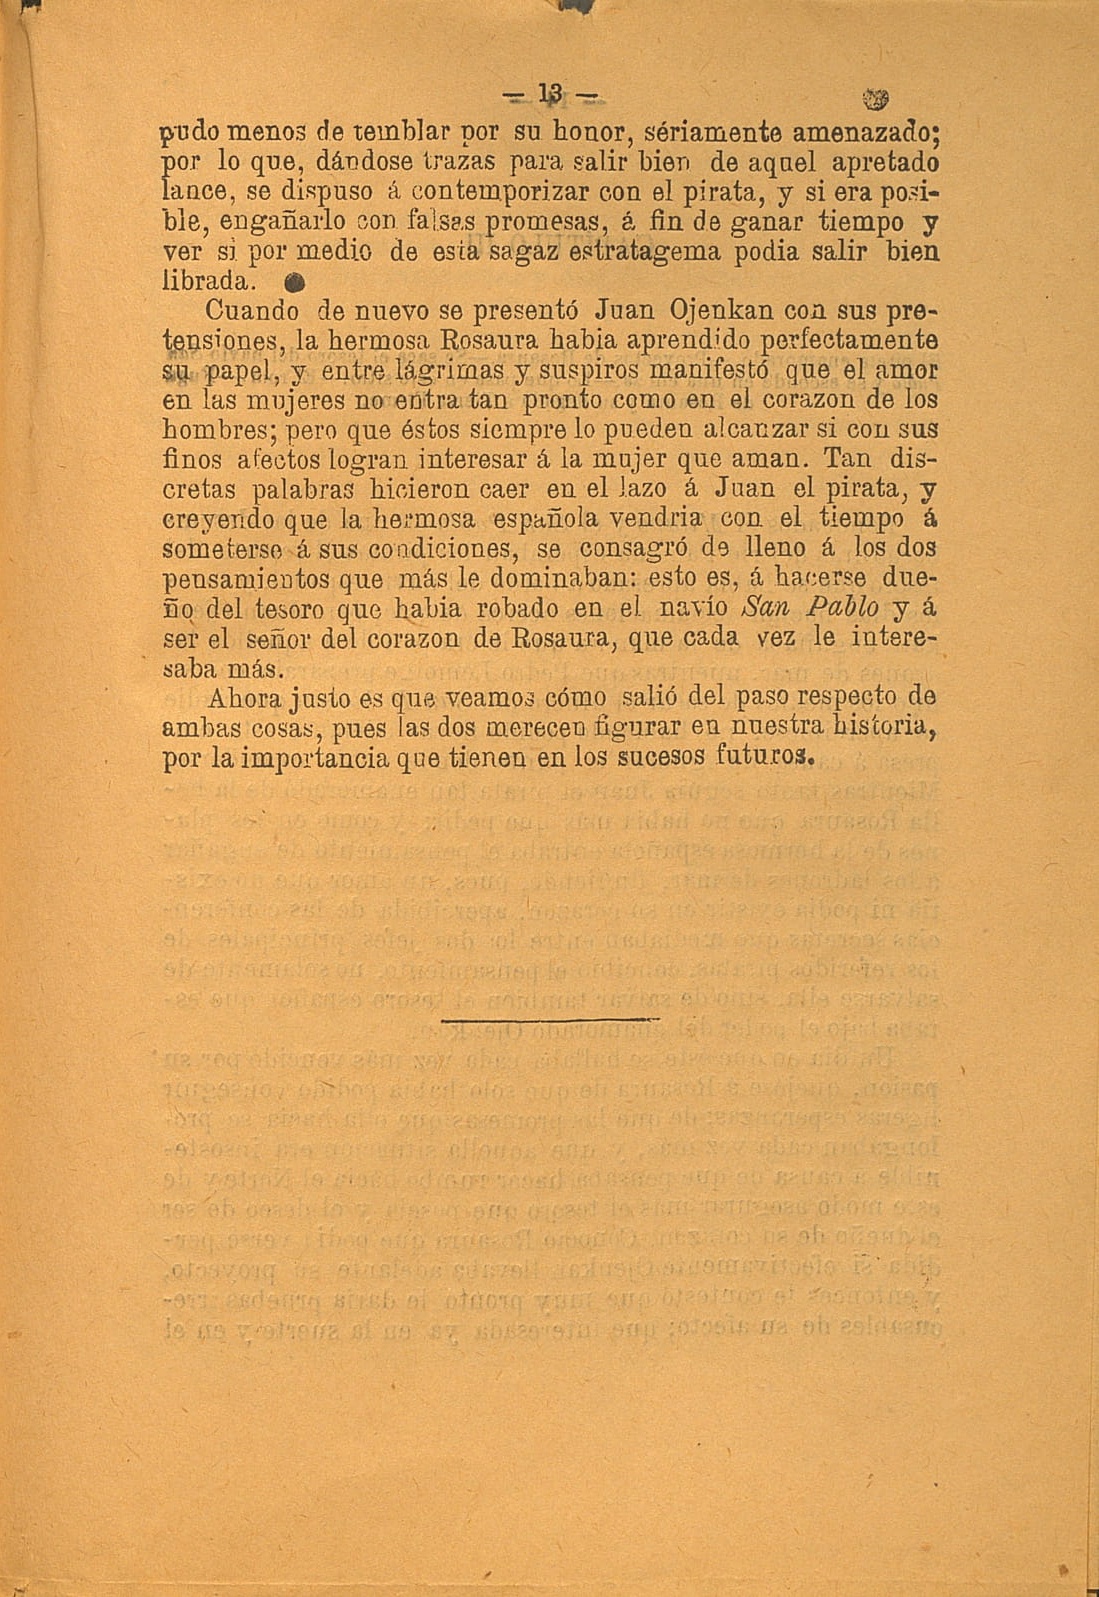 — 13 —
pudo menos de temblar por su honor, sériamente amenazado;
por lo que, dándose trazas para salir bien de aquel apretado
lance, se dispuso á contemporizar con el pirata, y si era posi-
ble, engañarlo con falsas promesas, á fin de ganar tiempo y
ver si por medio de esta sagaz estratagema podia salir bien
librada.
Cuando de nuevo se presentó Juan Ojenkan con sus pre-
tensiones, la hermosa Rosaura habia aprendido perfectamente
su papel, y entre lágrimas y suspiros manifestó que el amor
en las mujeres no entra tan pronto como en el corazon de los
hombres; pero que éstos siempre lo pueden alcanzar si con sus
finos afectos logran interesar á la mujer que aman. Tan dis-
cretas palabras hicieron caer en el lazo á Juan el pirata, y
creyendo que la hermosa española vendria con el tiempo á
someterse á sus condiciones, se consagró de lleno á los dos
pensamientos que más le dominaban: esto es, á hacerse due-
ño del tesoro que habia robado en el navío San Pablo y á
ser el señor del corazon de Rosaura, que cada vez le intere-
saba más.
Ahora justo es que veamos cómo salió del paso respecto de
ambas cosas, pues las dos merecen figurar en nuestra historia,
por la importancia que tienen en los sucesos futuros.